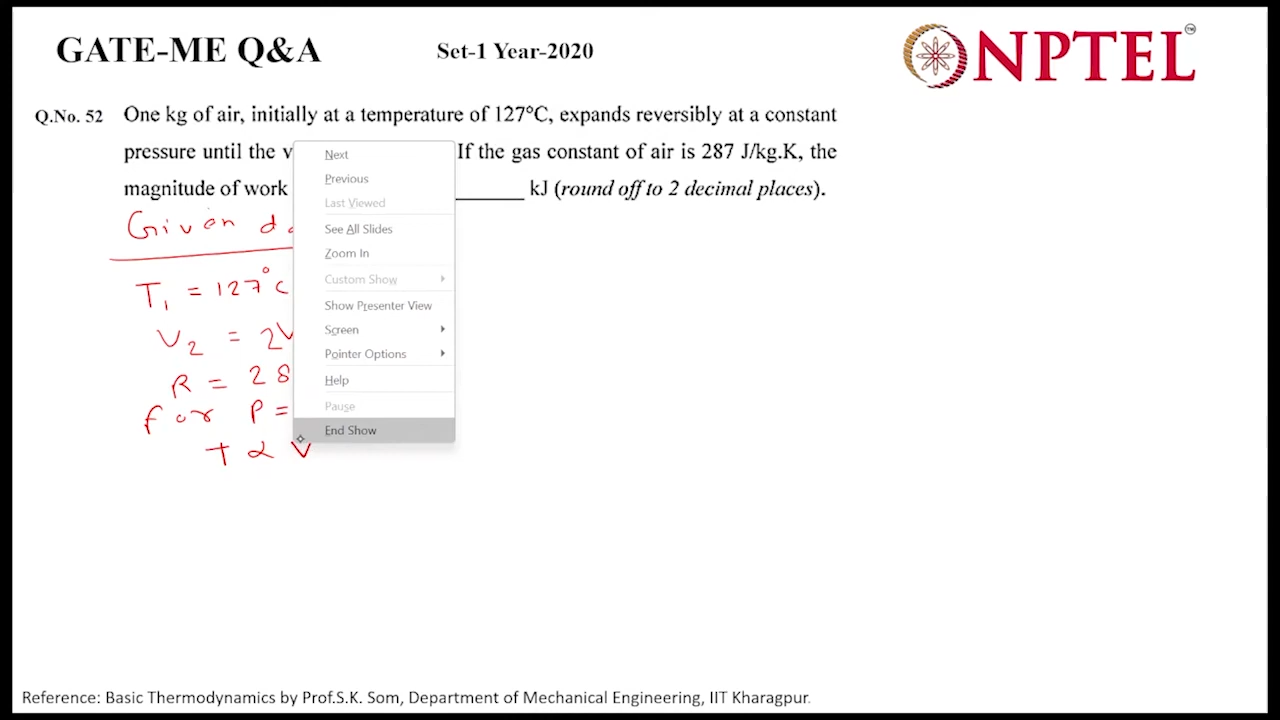 GATE-ME Q&A
Set-1 Year-2020
NPTEL
TM
Q.No. 52 One kg of air, initially at a temperature of 127°C, expands reversibly at a constant
pressure until the v If the gas constant of air is 287 J/kg.K, the
magnitude of work ________ kJ (round off to 2 decimal places).
Given d
T1 = 127°C
V2 = 2V
R = 28
for P =
T α V
Next
Previous
Last Viewed
See All Slides
Zoom In
Custom Show
Show Presenter View
Screen
Pointer Options
Help
Pause
End Show
Reference: Basic Thermodynamics by Prof.S.K. Som, Department of Mechanical Engineering, IIT Kharagpur.